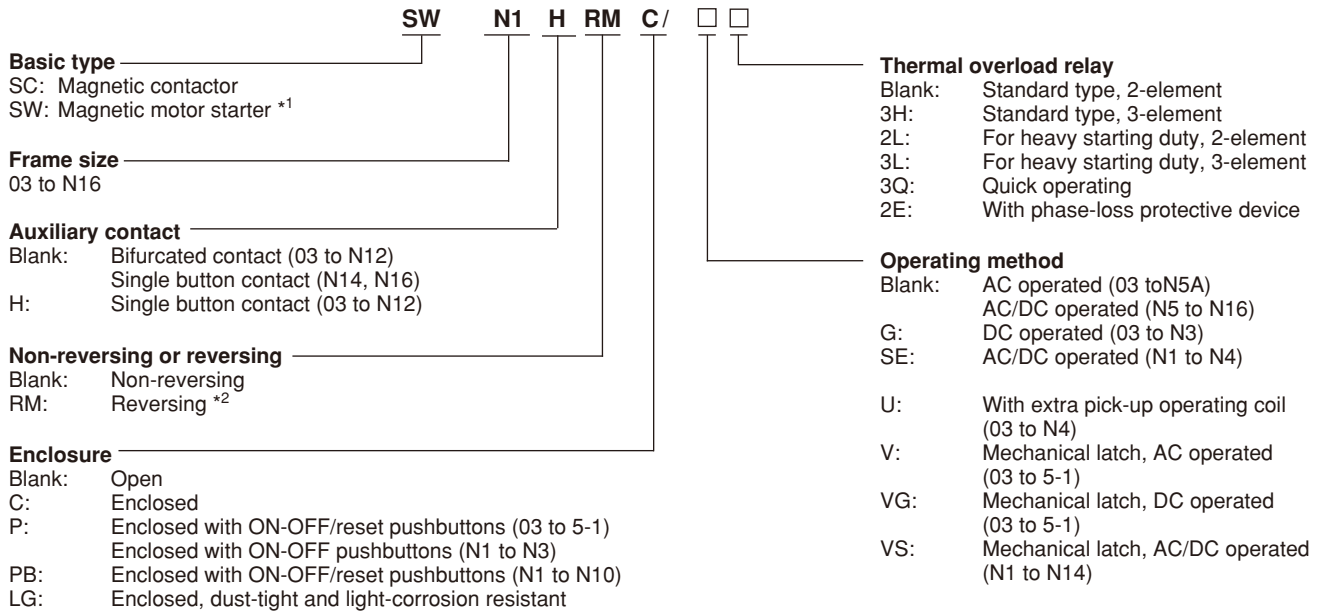 SW N1 H RM C/ □ □
Basic type
SC: Magnetic contactor
SW: Magnetic motor starter *1
Frame size
03 to N16
Auxiliary contact
Blank: Bifurcated contact (03 to N12)
Single button contact (N14, N16)
H: Single button contact (03 to N12)
Non-reversing or reversing
Blank: Non-reversing
RM: Reversing *2
Enclosure
Blank: Open
C: Enclosed
P: Enclosed with ON-OFF/reset pushbuttons (03 to 5-1)
Enclosed with ON-OFF pushbuttons (N1 to N3)
PB: Enclosed with ON-OFF/reset pushbuttons (N1 to N10)
LG: Enclosed, dust-tight and light-corrosion resistant
Thermal overload relay
Blank: Standard type, 2-element
3H: Standard type, 3-element
2L: For heavy starting duty, 2-element
3L: For heavy starting duty, 3-element
3Q: Quick operating
2E: With phase-loss protective device
Operating method
Blank: AC operated (03 toN5A)
AC/DC operated (N5 to N16)
G: DC operated (03 to N3)
SE: AC/DC operated (N1 to N4)
U: With extra pick-up operating coil
(03 to N4)
V: Mechanical latch, AC operated
(03 to 5-1)
VG: Mechanical latch, DC operated
(03 to 5-1)
VS: Mechanical latch, AC/DC operated
(N1 to N14)